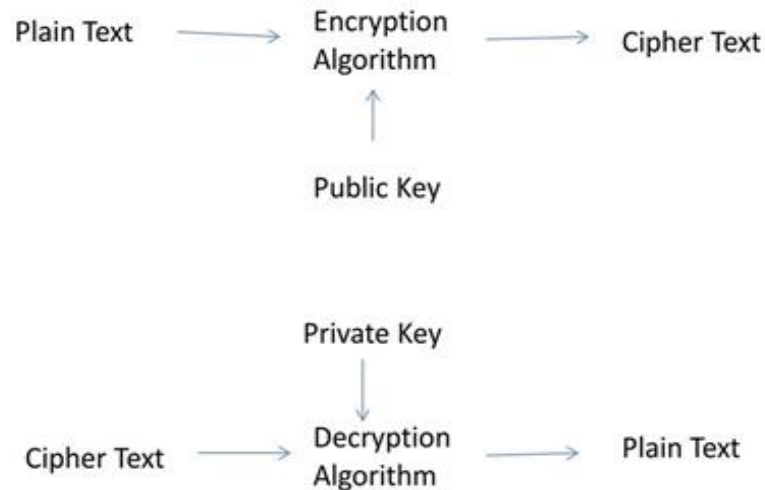 Plain Text
Encryption
Algorithm
Cipher Text
Public Key
Private Key
Cipher Text
Decryption
Algorithm
Plain Text